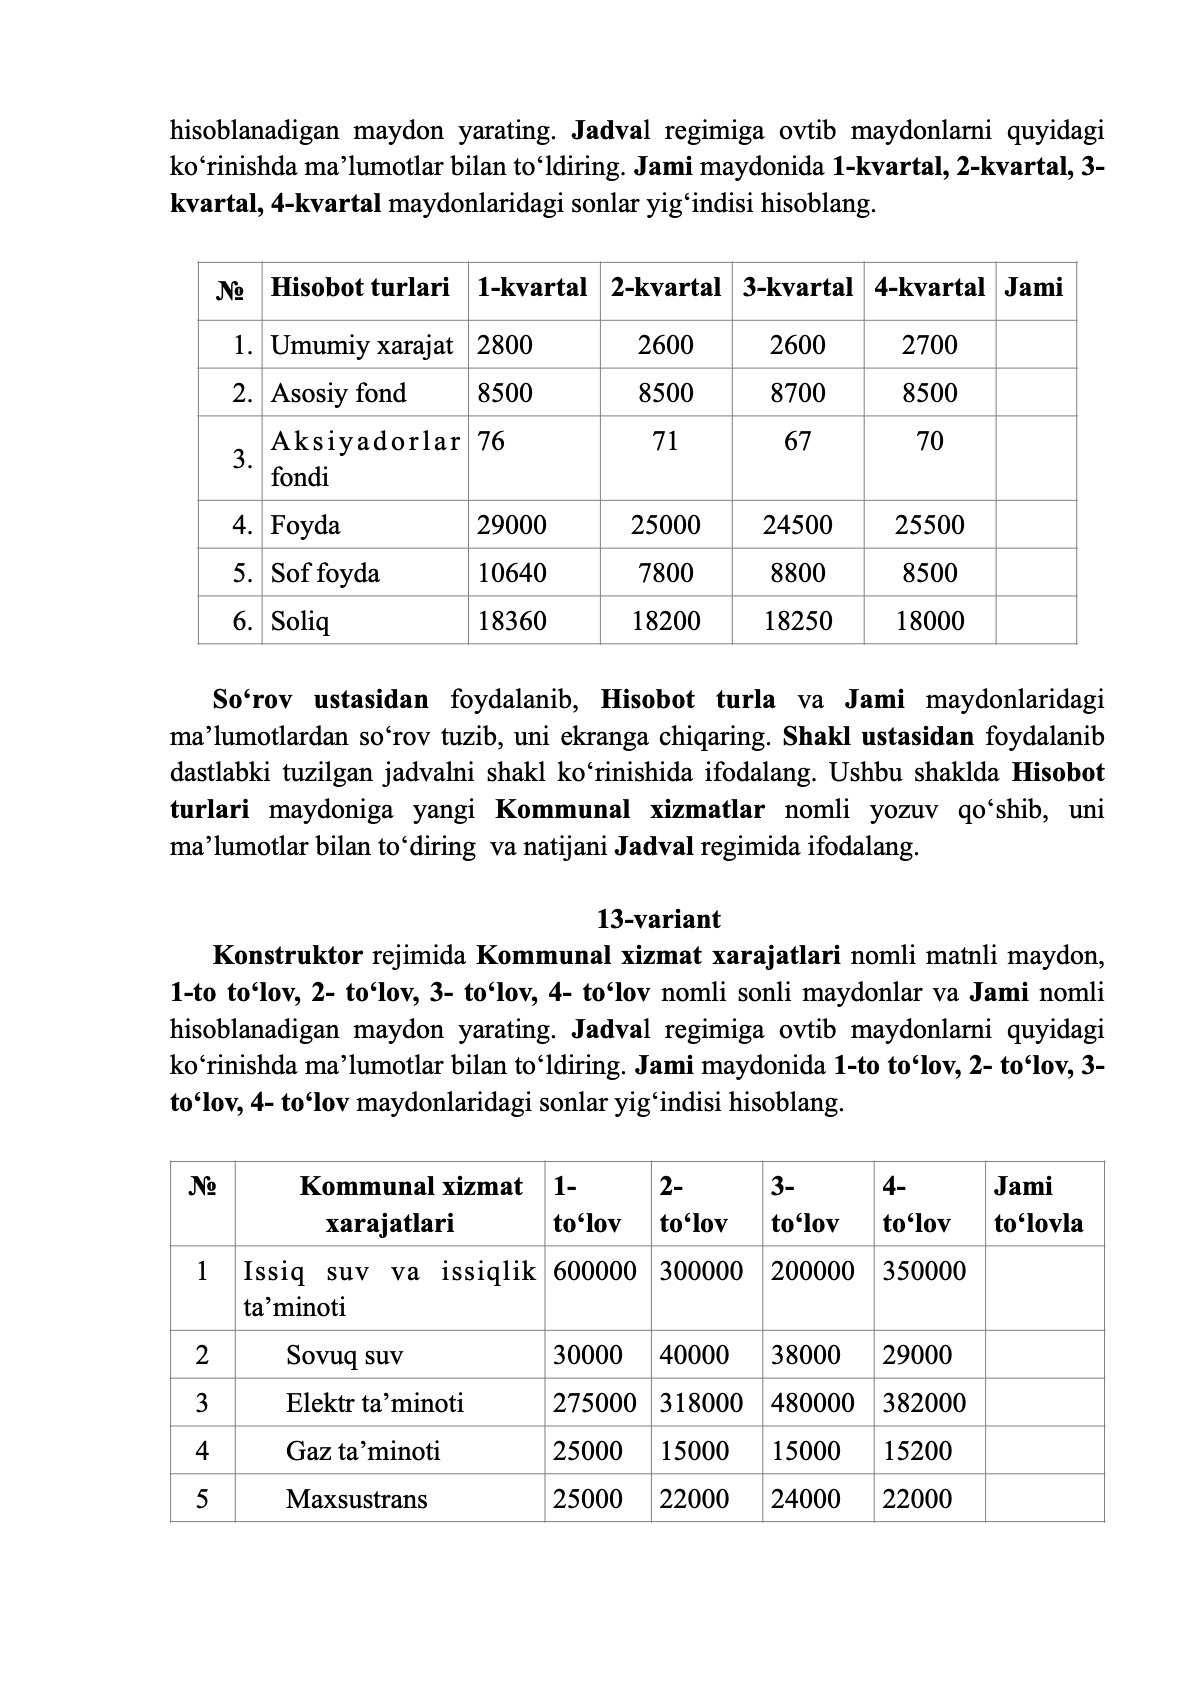 hisoblanadigan maydon yarating. Jadval regimiga ovtib maydonlarni quyidagi
ko‘rinishda ma’lumotlar bilan to‘ldiring. Jami maydonida 1-kvartal, 2-kvartal, 3-
kvartal, 4-kvartal maydonlaridagi sonlar yig‘indisi hisoblang.
№ Hisobot turlari 1-kvartal 2-kvartal 3-kvartal 4-kvartal Jami
1. Umumiy xarajat 2800 2600 2600 2700
2. Asosiy fond 8500 8500 8700 8500
3. Aksiyadorlar 76 71 67 70
fondi
4. Foyda 29000 25000 24500 25500
5. Sof foyda 10640 7800 8800 8500
6. Soliq 18360 18200 18250 18000
So‘rov ustasidan foydalanib, Hisobot turla va Jami maydonlaridagi
ma’lumotlardan so‘rov tuzib, uni ekranga chiqaring. Shakl ustasidan foydalanib
dastlabki tuzilgan jadvalni shakl ko‘rinishida ifodalang. Ushbu shaklda Hisobot
turlari maydoniga yangi Kommunal xizmatlar nomli yozuv qo‘shib, uni
ma’lumotlar bilan to‘diring va natijani Jadval regimida ifodalang.
13-variant
Konstruktor rejimida Kommunal xizmat xarajatlari nomli matnli maydon,
1-to to‘lov, 2- to‘lov, 3- to‘lov, 4- to‘lov nomli sonli maydonlar va Jami nomli
hisoblanadigan maydon yarating. Jadval regimiga ovtib maydonlarni quyidagi
ko‘rinishda ma’lumotlar bilan to‘ldiring. Jami maydonida 1-to to‘lov, 2- to‘lov, 3-
to‘lov, 4- to‘lov maydonlaridagi sonlar yig‘indisi hisoblang.
№ Kommunal xizmat 1- 2- 3- 4- Jami
xarajatlari to‘lov to‘lov to‘lov to‘lov to‘lovla
1 Issiq suv va issiqlik 600000 300000 200000 350000
ta’minoti
2 Sovuq suv 30000 40000 38000 29000
3 Elektr ta’minoti 275000 318000 480000 382000
4 Gaz ta’minoti 25000 15000 15000 15200
5 Maxsustrans 25000 22000 24000 22000